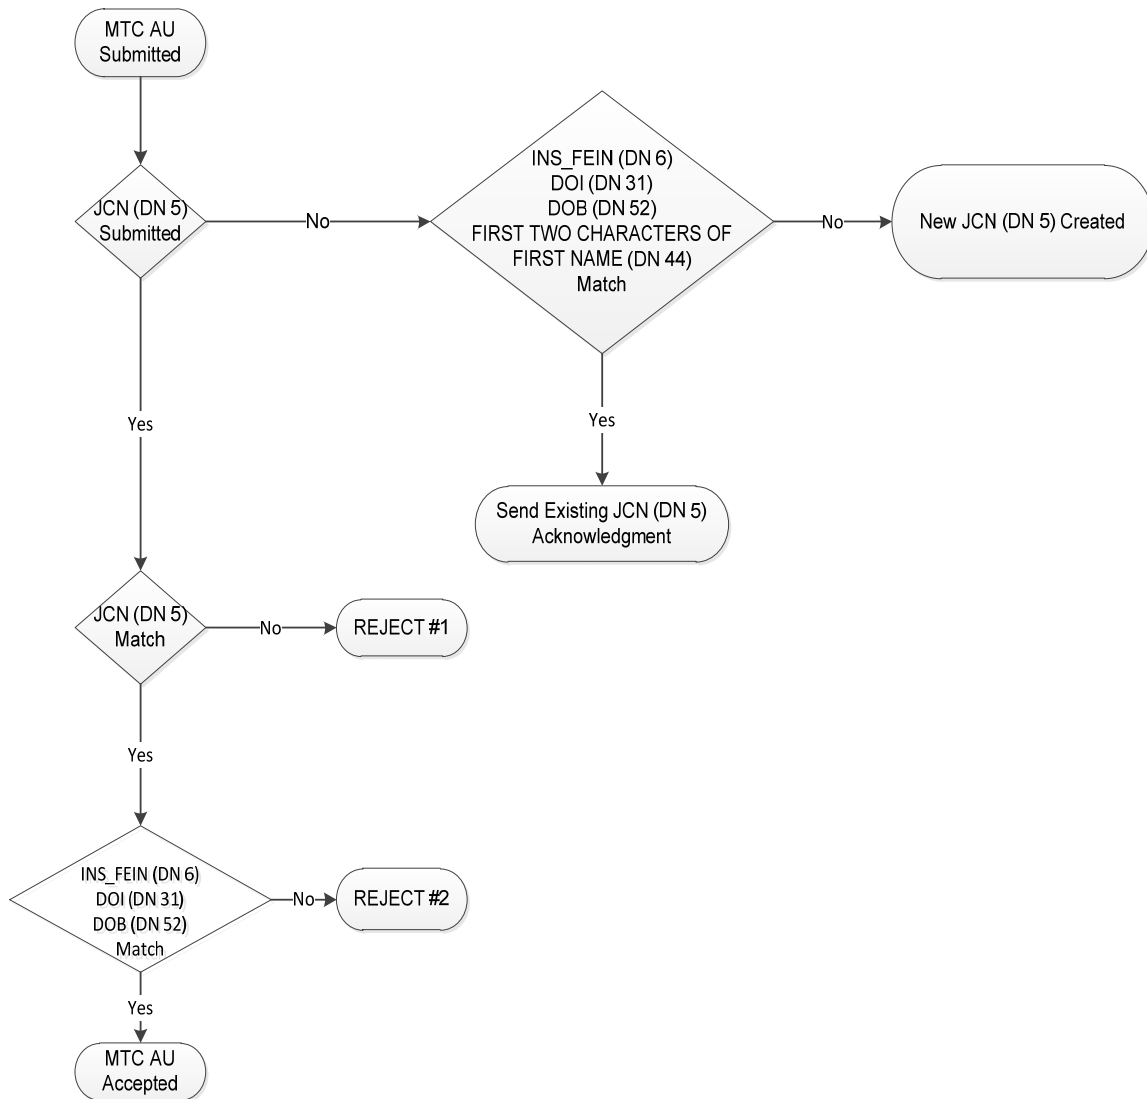 MTC AU
Submitted
JCN (DN 5)
Submitted
No
INS_FEIN (DN 6)
DOI (DN 31)
DOB (DN 52)
FIRST TWO CHARACTERS OF
FIRST NAME (DN 44)
Match
No
New JCN (DN 5) Created
Yes
Send Existing JCN (DN 5)
Acknowledgment
Yes
JCN (DN 5)
Match
No
REJECT #1
Yes
INS_FEIN (DN 6)
DOI (DN 31)
DOB (DN 52)
Match
No
REJECT #2
Yes
MTC AU
Accepted